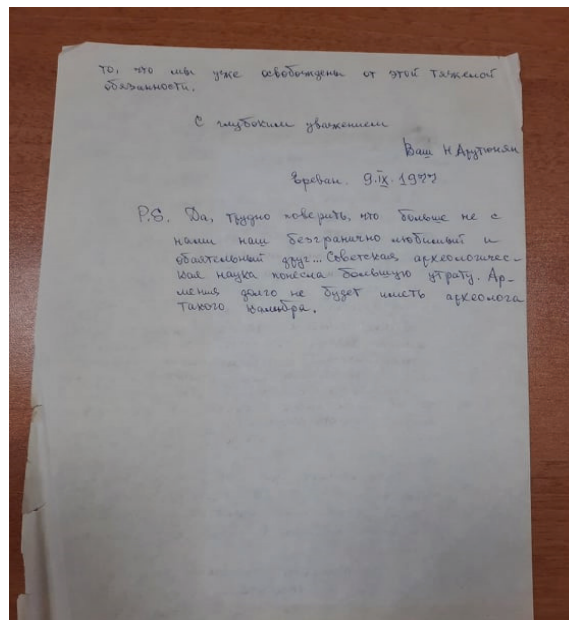 то, что мы уже освобождены от этой тяжелой
обязанности.
С глубоким уважением
Ваш Н Арутюнян
Ереван. 9.IX.1977
P.S. Да, трудно поверить, что больше не с
нами наш безгранично любимый и
обаятельный друг... Советская археологичес-
кая наука понесла большую утрату. Ар-
мения долго не будет иметь археолога
такого калибра.